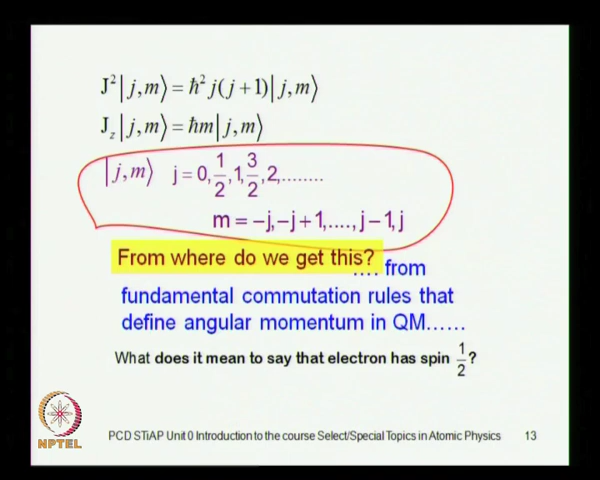 J²|j,m⟩ = ħ² j(j+1)|j,m⟩
J_z|j,m⟩ = ħm|j,m⟩
|j,m⟩ j = 0, 1/2, 1, 3/2, 2,........
m = –j,–j + 1,....,j – 1,j
From where do we get this?
.... from
fundamental commutation rules that
define angular momentum in QM......
What does it mean to say that electron has spin 1/2?
NPTEL
PCD STiAP Unit 0 Introduction to the course Select/Special Topics in Atomic Physics 13